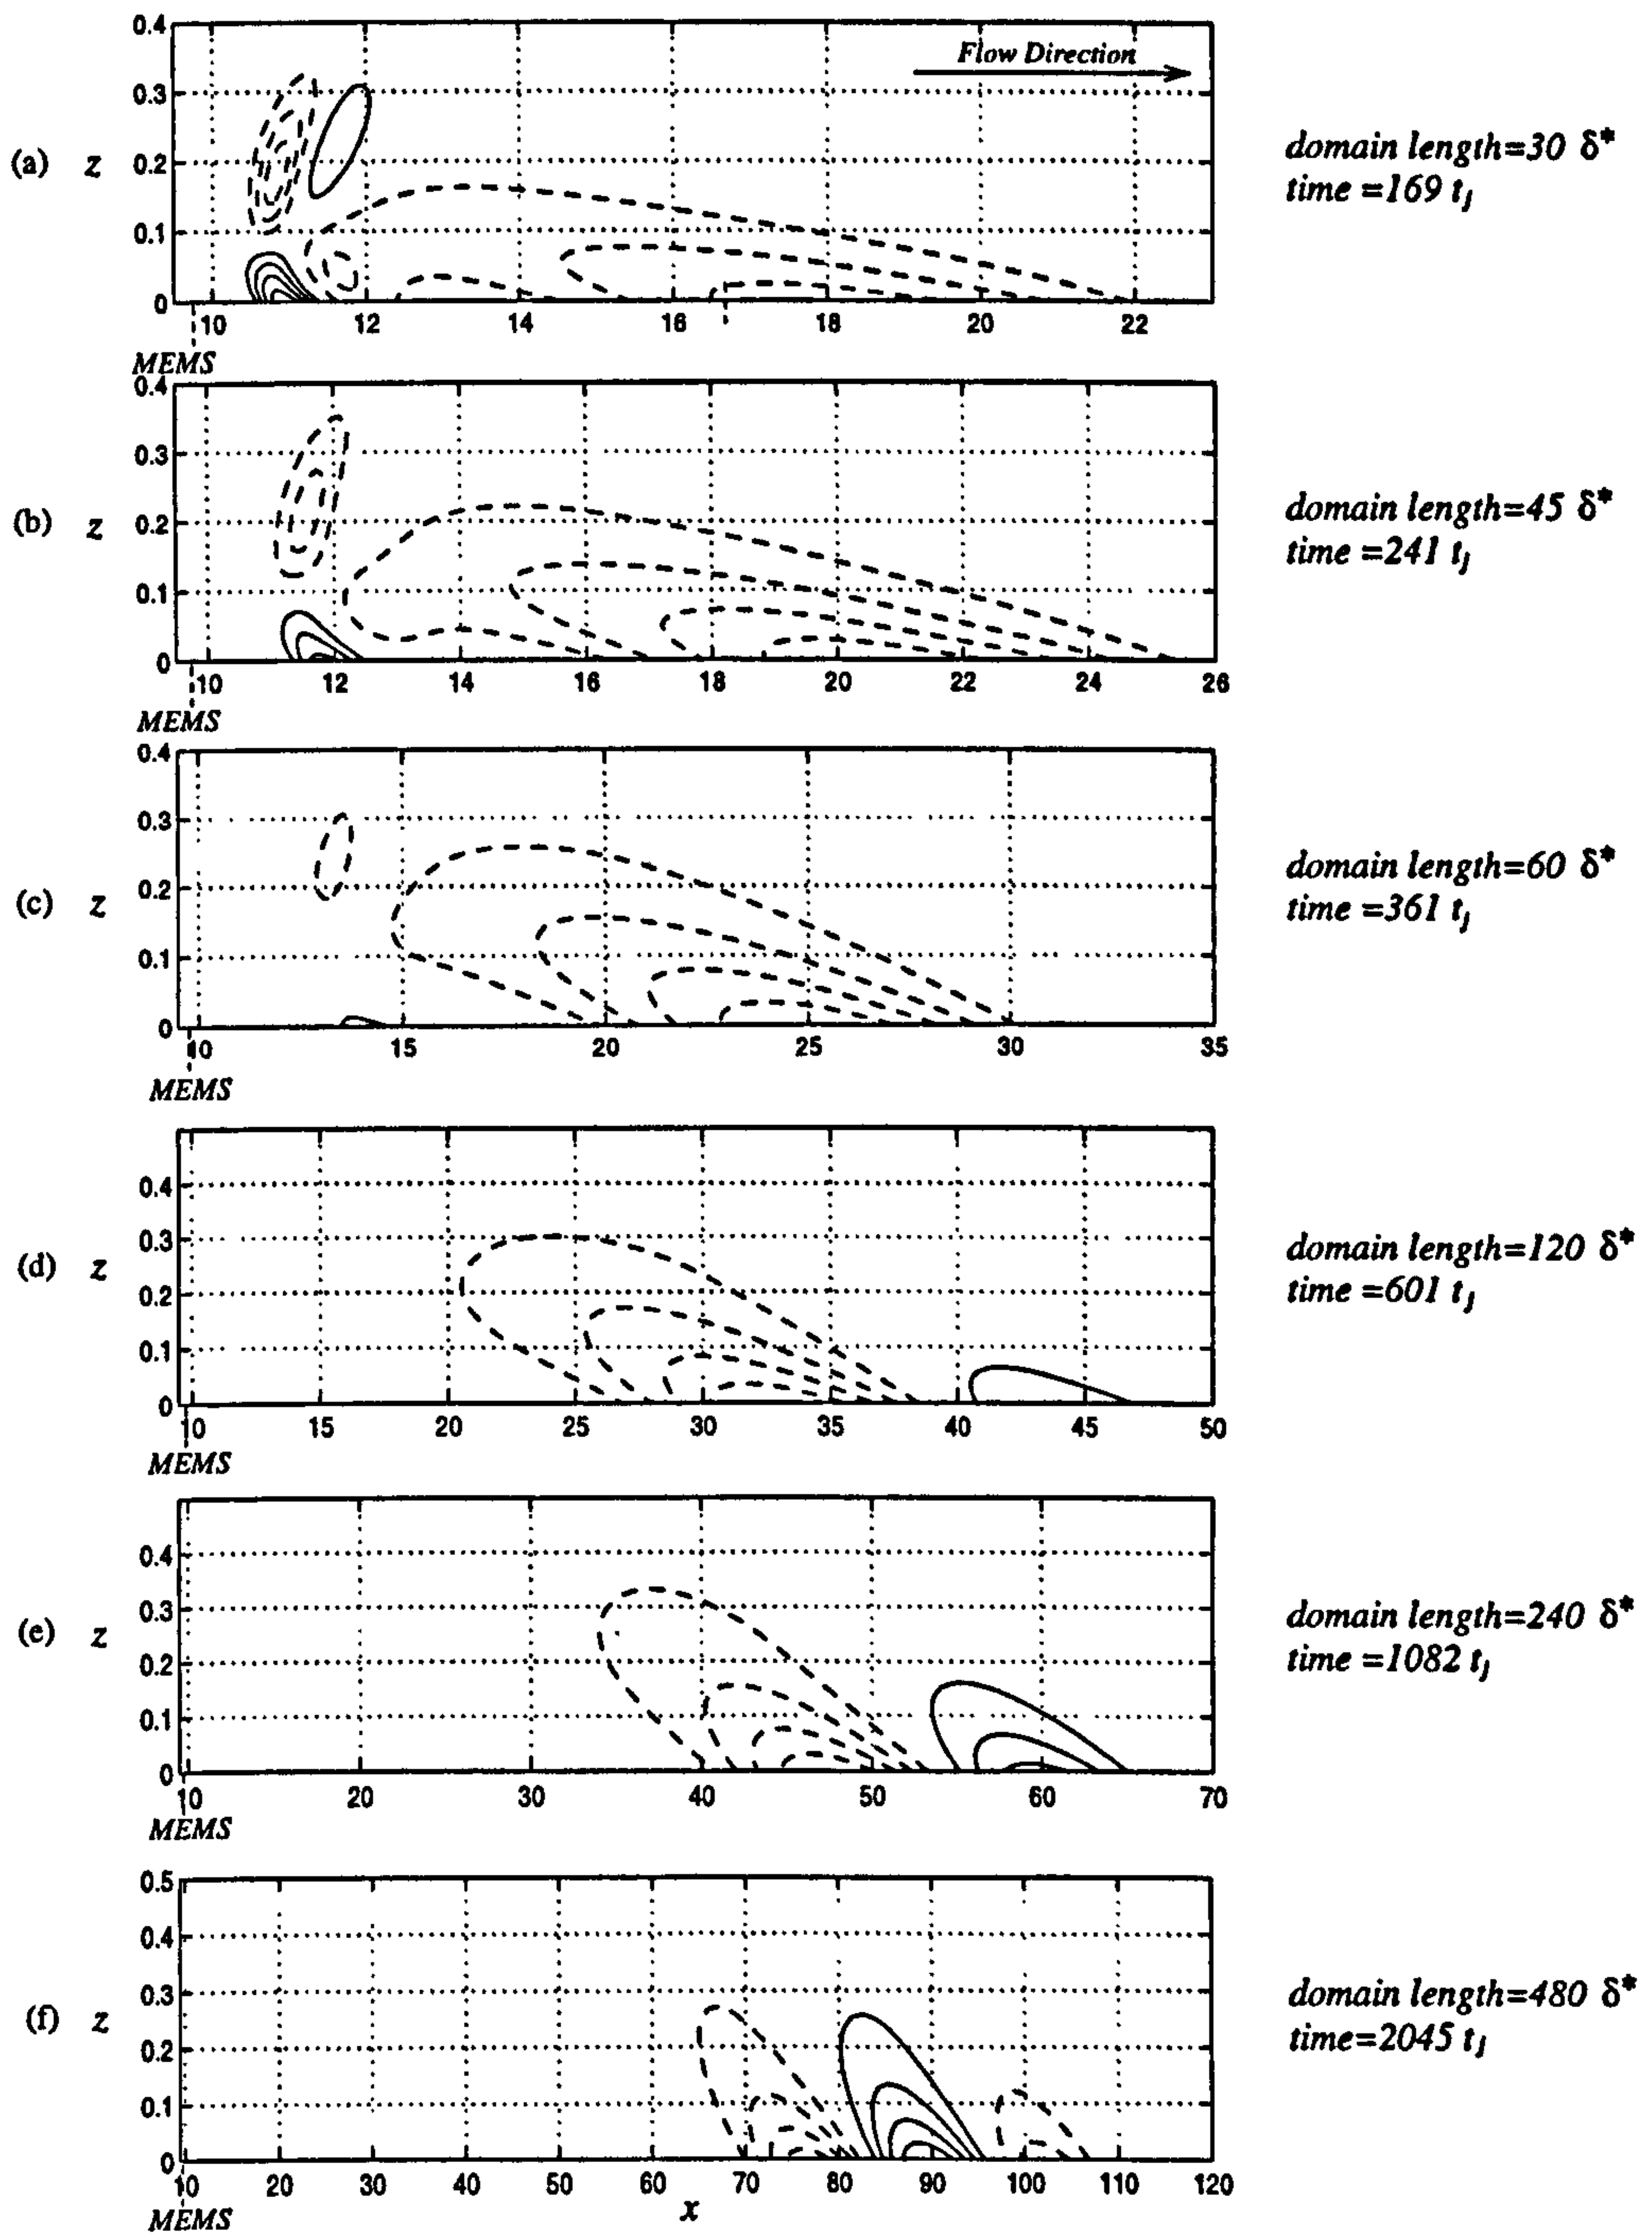 0.4
Flow Direction
0.3
(a) z 0.2
0.1
0
10 12 14 16 18 20 22
MEMS
domain length=30 δ*
time =169 tj
0.4
0.3
(b) z 0.2
0.1
0
10 12 14 16 18 20 22 24 26
MEMS
domain length=45 δ*
time =241 tj
0.4
0.3
(c) z 0.2
0.1
0
10 15 20 25 30 35
MEMS
domain length=60 δ*
time =361 tj
0.4
0.3
(d) z 0.2
0.1
0
10 15 20 25 30 35 40 45 50
MEMS
domain length=120 δ*
time =601 tj
0.4
0.3
(e) z 0.2
0.1
0
10 20 30 40 50 60 70
MEMS
domain length=240 δ*
time =1082 tj
0.5
0.4
0.3
(f) z 0.2
0.1
0
10 20 30 40 50 60 70 80 90 100 110 120
MEMS
x
domain length=480 δ*
time=2045 tj